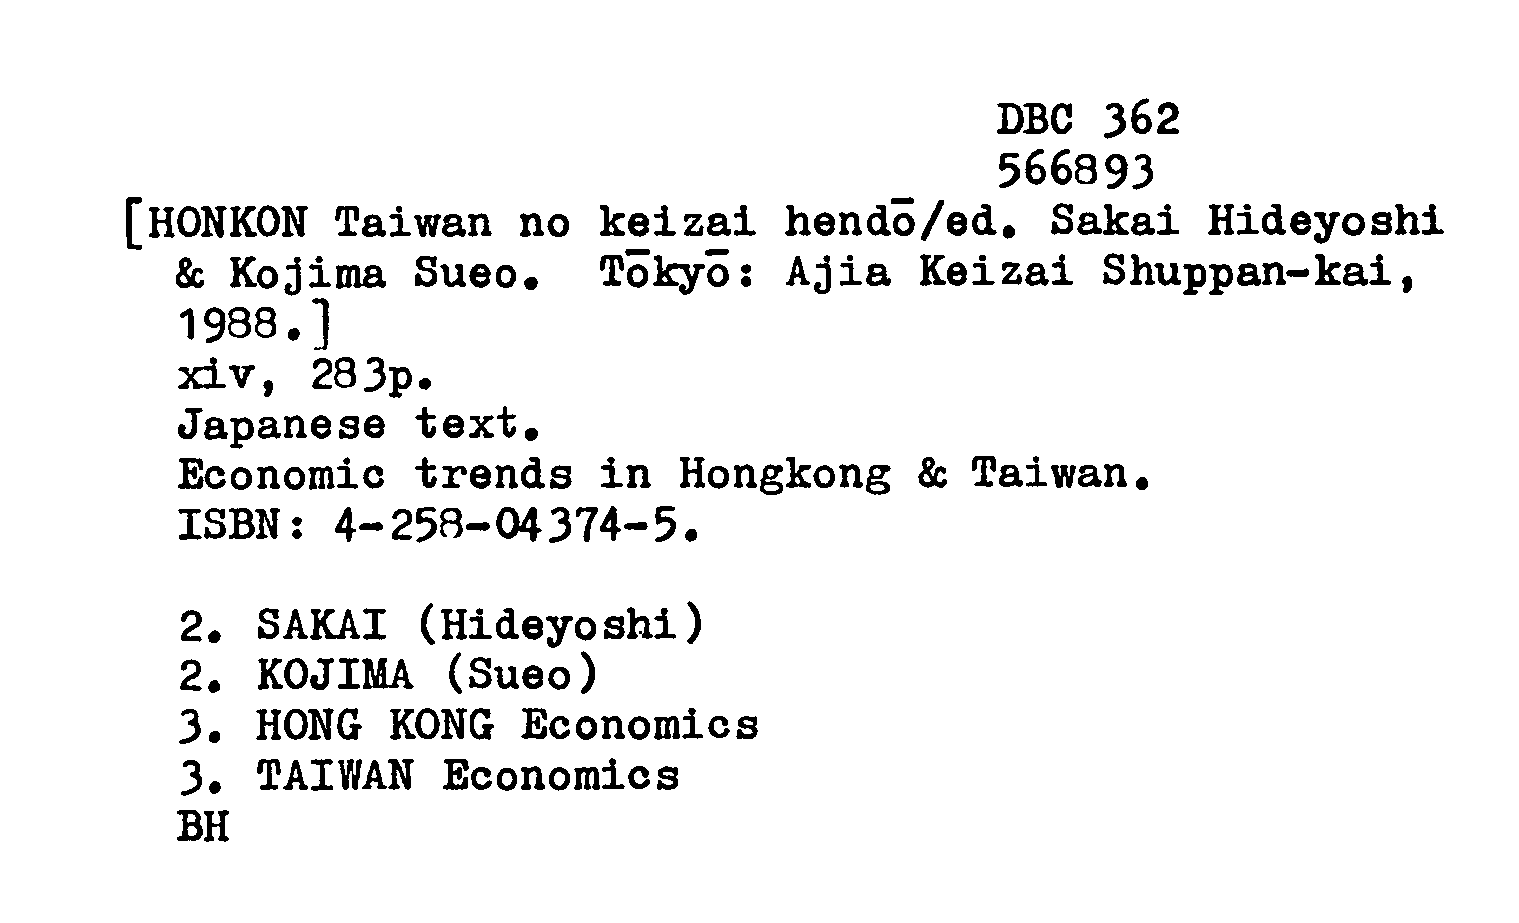 DBC 362
566893
[HONKON Taiwan no keizai hendō/ed. Sakai Hideyoshi
& Kojima Sueo. Tōkyō: Ajia Keizai Shuppan-kai,
1988.]
xiv, 283p.
Japanese text.
Economic trends in Hongkong & Taiwan.
ISBN: 4-258-04374-5.
2. SAKAI (Hideyoshi)
2. KOJIMA (Sueo)
3. HONG KONG Economics
3. TAIWAN Economics
BH